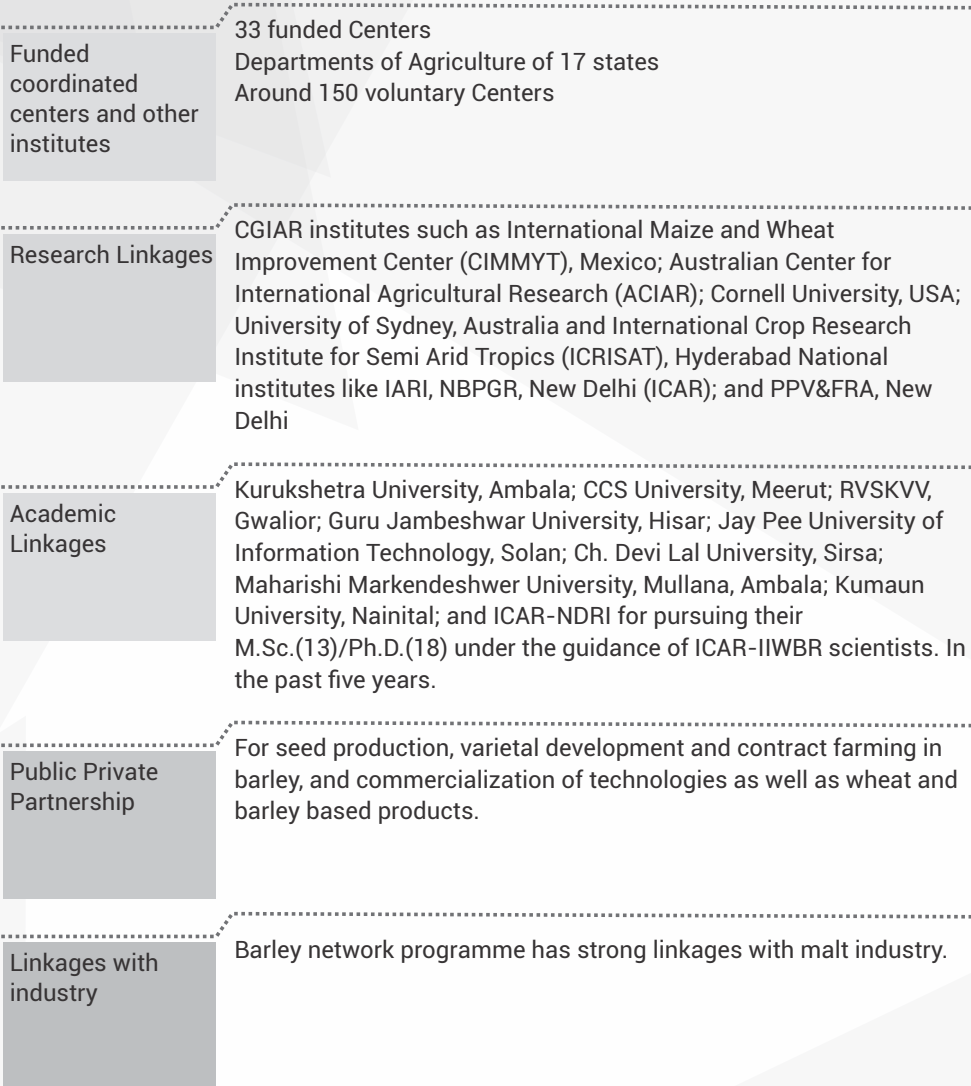 Funded
coordinated
centers and other
institutes
33 funded Centers
Departments of Agriculture of 17 states
Around 150 voluntary Centers
Research Linkages
CGIAR institutes such as International Maize and Wheat
Improvement Center (CIMMYT), Mexico; Australian Center for
International Agricultural Research (ACIAR); Cornell University, USA;
University of Sydney, Australia and International Crop Research
Institute for Semi Arid Tropics (ICRISAT), Hyderabad National
institutes like IARI, NBPGR, New Delhi (ICAR); and PPV&FRA, New
Delhi
Academic
Linkages
Kurukshetra University, Ambala; CCS University, Meerut; RVSKVV,
Gwalior; Guru Jambeshwar University, Hisar; Jay Pee University of
Information Technology, Solan; Ch. Devi Lal University, Sirsa;
Maharishi Markendeshwer University, Mullana, Ambala; Kumaun
University, Nainital; and ICAR-NDRI for pursuing their
M.Sc.(13)/Ph.D.(18) under the guidance of ICAR-IIWBR scientists. In
the past five years.
Public Private
Partnership
For seed production, varietal development and contract farming in
barley, and commercialization of technologies as well as wheat and
barley based products.
Linkages with
industry
Barley network programme has strong linkages with malt industry.